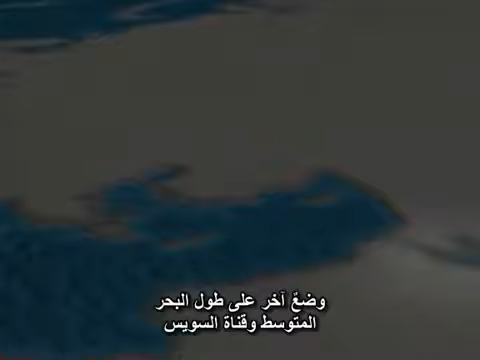 وضعٌ آخر على طول البحر
المتوسط وقناة السويس